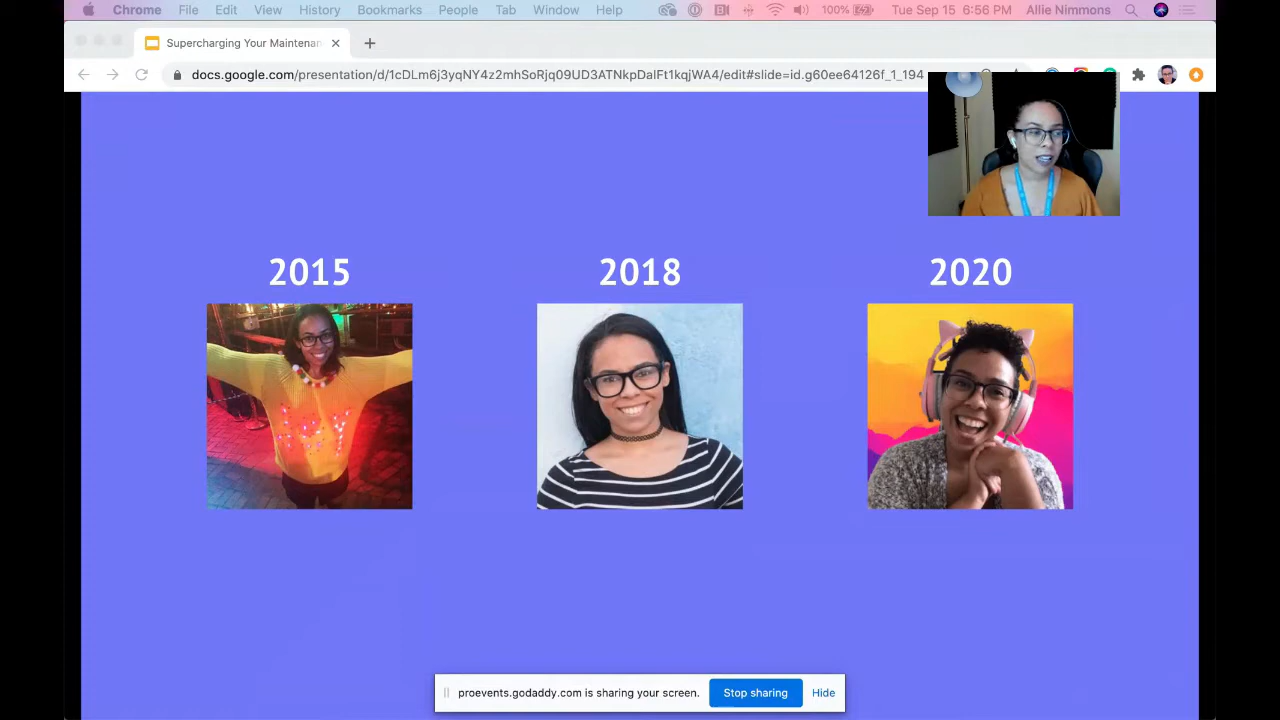 Chrome File Edit View History Bookmarks People Tab Window Help 100% Tue Sep 15 6:56 PM Allie Nimmons
Supercharging Your Maintenan
docs.google.com/presentation/d/1cDLm6j3yqNY4z2mhSoRjq09UD3ATNkpDalFt1kqjWA4/edit#slide=id.g60ee64126f_1_194
2015 2018 2020
proevents.godaddy.com is sharing your screen. Stop sharing Hide